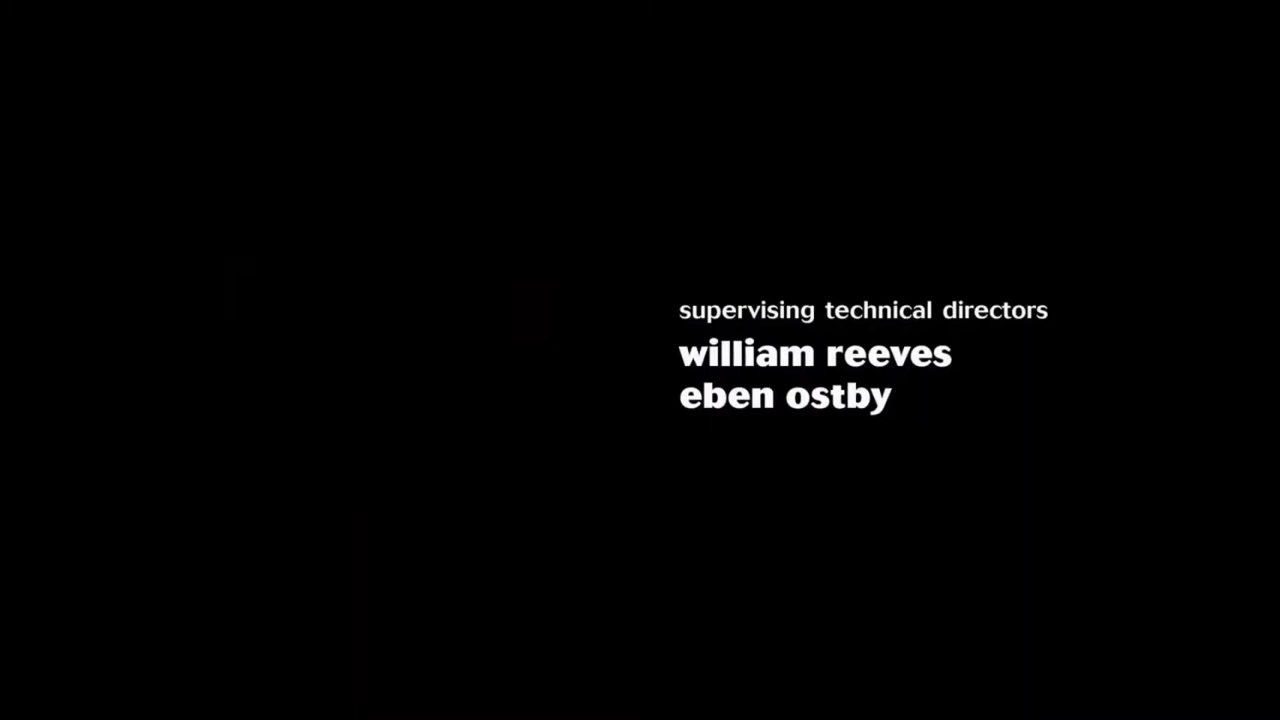 supervising technical directors
william reeves
eben ostby